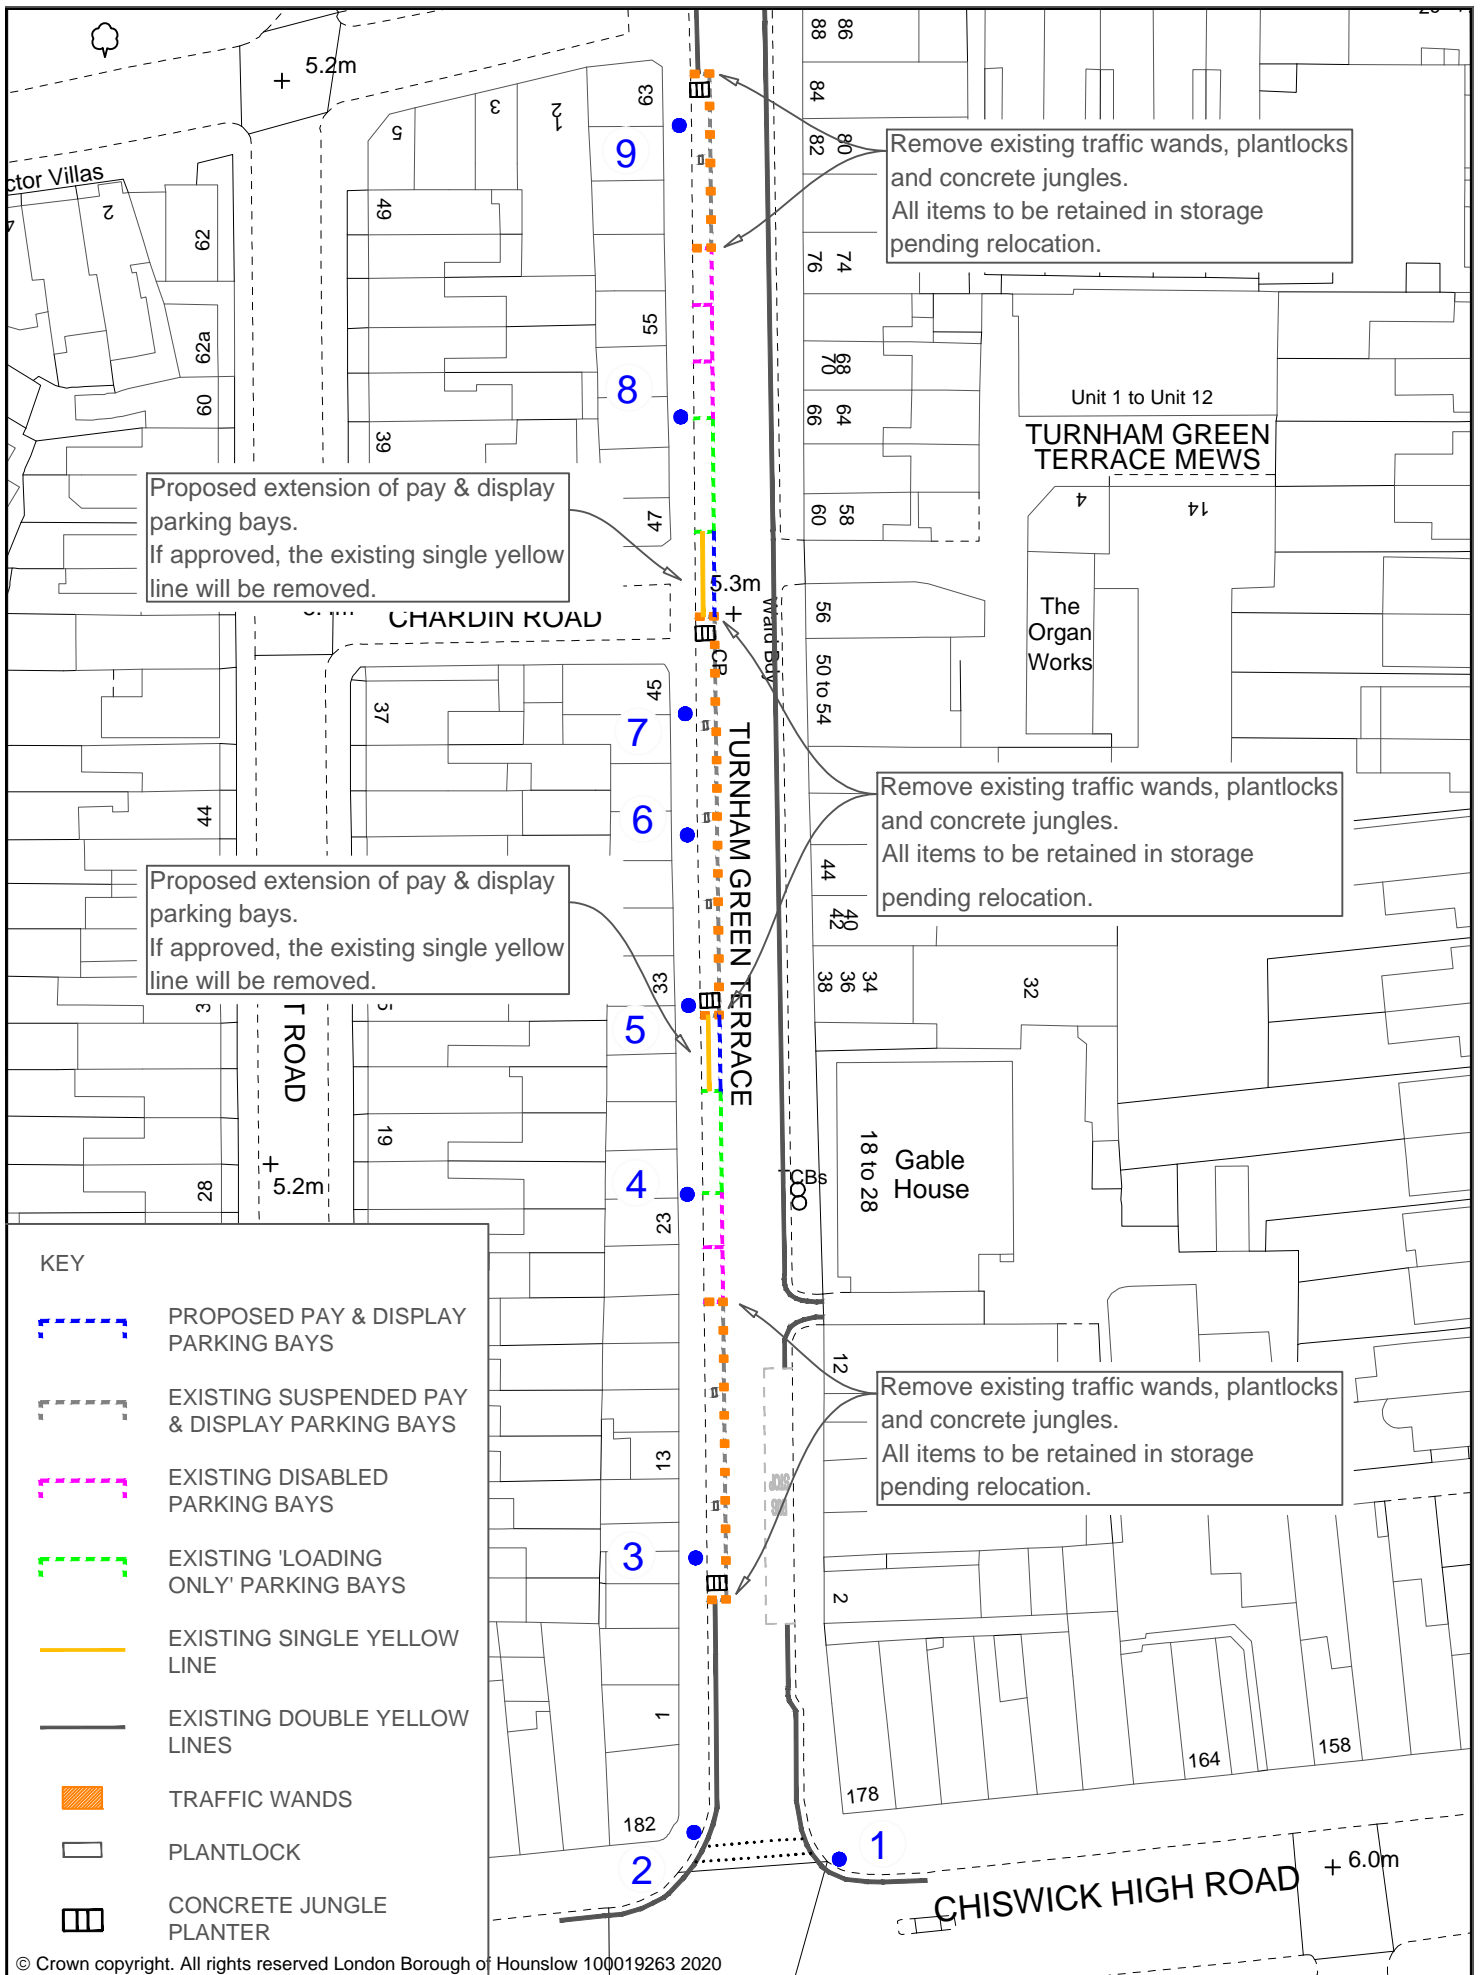 5.2m
63
3
1
2
5
88
86
84
82
80
9
Remove existing traffic wands, plantlocks
and concrete jungles.
All items to be retained in storage
pending relocation.
ctor Villas
2
62
49
76
74
62a
60
55
8
39
70
68
66
64
Unit 1 to Unit 12
TURNHAM GREEN
TERRACE MEWS
4
14
Proposed extension of pay & display
parking bays.
If approved, the existing single yellow
line will be removed.
47
60
58
5.3m
CHARDIN ROAD
Ward Bdy
CP
56
50 to 54
The
Organ
Works
45
37
7
TURNHAM GREEN TERRACE
6
44
Remove existing traffic wands, plantlocks
and concrete jungles.
All items to be retained in storage
pending relocation.
44
42
40
Proposed extension of pay & display
parking bays.
If approved, the existing single yellow
line will be removed.
33
38
36
34
32
5
T ROAD
19
28
5.2m
4
23
TCBs
18 to 28
Gable
House
12
Remove existing traffic wands, plantlocks
and concrete jungles.
All items to be retained in storage
pending relocation.
13
BUS
STOP
3
2
1
182
2
1
178
164
158
CHISWICK HIGH ROAD
6.0m
KEY
PROPOSED PAY & DISPLAY
PARKING BAYS
EXISTING SUSPENDED PAY
& DISPLAY PARKING BAYS
EXISTING DISABLED
PARKING BAYS
EXISTING 'LOADING
ONLY' PARKING BAYS
EXISTING SINGLE YELLOW
LINE
EXISTING DOUBLE YELLOW
LINES
TRAFFIC WANDS
PLANTLOCK
CONCRETE JUNGLE
PLANTER
© Crown copyright. All rights reserved London Borough of Hounslow 100019263 2020